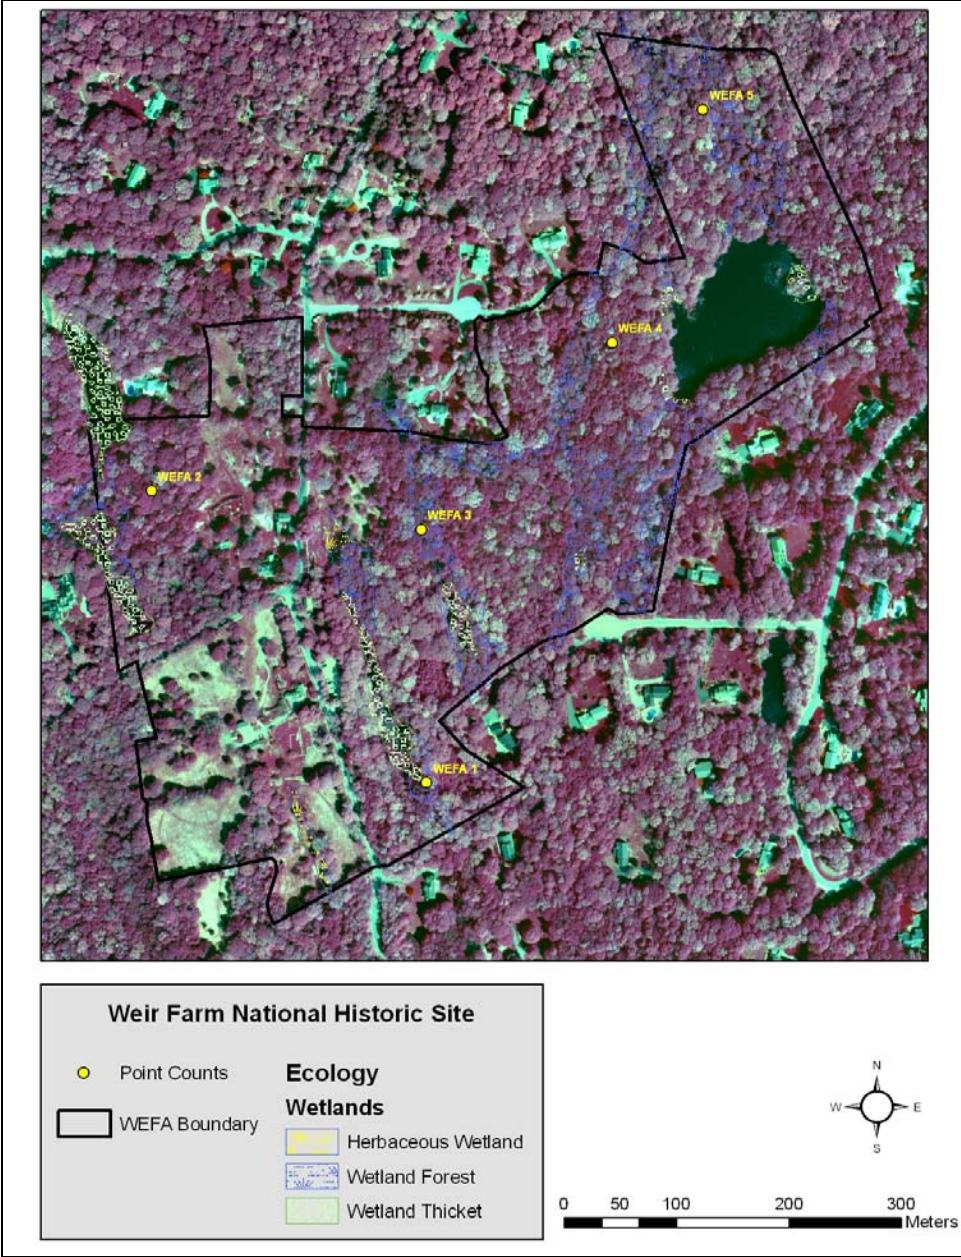 WEFA 5
WEFA 4
WEFA 2
WEFA 3
WEFA 1
Weir Farm National Historic Site
Point Counts
WEFA Boundary
Ecology
Wetlands
Herbaceous Wetland
Wetland Forest
Wetland Thicket
N
W E
S
0 50 100 200 300
Meters